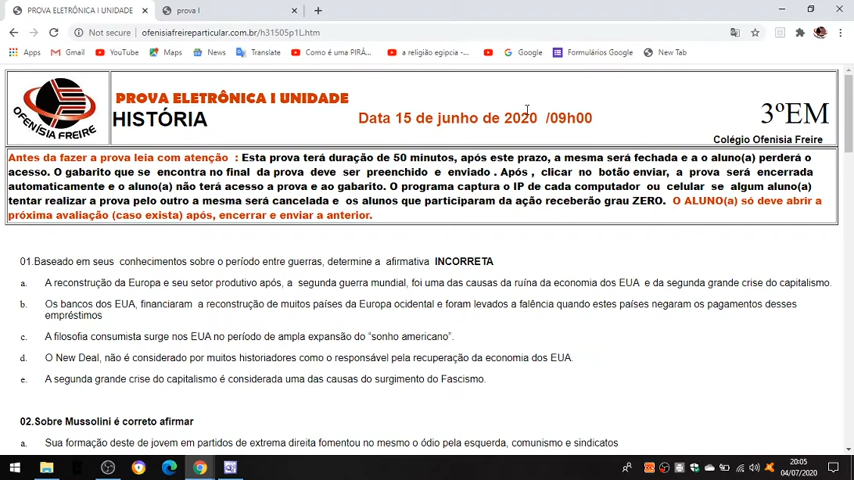 PROVA ELETRÔNICA I UNIDADE
prova I
Not secure
ofenisiafreireparticular.com.br/h31505p1L.htm
Apps
Gmail
YouTube
Maps
News
Translate
Como é uma PIRÂ...
a religião egipcia -...
Google
Formulários Google
New Tab
OFENÍSIA FREIRE
PROVA ELETRÔNICA I UNIDADE
HISTÓRIA
Data 15 de junho de 2020 /09h00
3ºEM
Colégio Ofenisia Freire
Antes da fazer a prova leia com atenção : Esta prova terá duração de 50 minutos, após este prazo, a mesma será fechada e a o aluno(a) perderá o
acesso. O gabarito que se encontra no final da prova deve ser preenchido e enviado . Após , clicar no botão enviar, a prova será encerrada
automaticamente e o aluno(a) não terá acesso a prova e ao gabarito. O programa captura o IP de cada computador ou celular se algum aluno(a)
tentar realizar a prova pelo outro a mesma será cancelada e os alunos que participaram da ação receberão grau ZERO. O ALUNO(a) só deve abrir a
próxima avaliação (caso exista) após, encerrar e enviar a anterior.
01.Baseado em seus conhecimentos sobre o período entre guerras, determine a afirmativa INCORRETA
a. A reconstrução da Europa e seu setor produtivo após, a segunda guerra mundial, foi uma das causas da ruína da economia dos EUA e da segunda grande crise do capitalismo.
b. Os bancos dos EUA, financiaram a reconstrução de muitos países da Europa ocidental e foram levados a falência quando estes países negaram os pagamentos desses
empréstimos
c. A filosofia consumista surge nos EUA no período de ampla expansão do “sonho americano”.
d. O New Deal, não é considerado por muitos historiadores como o responsável pela recuperação da economia dos EUA.
e. A segunda grande crise do capitalismo é considerada uma das causas do surgimento do Fascismo.
02.Sobre Mussolini é correto afirmar
a. Sua formação deste de jovem em partidos de extrema direita fomentou no mesmo o ódio pela esquerda, comunismo e sindicatos
20:05
04/07/2020